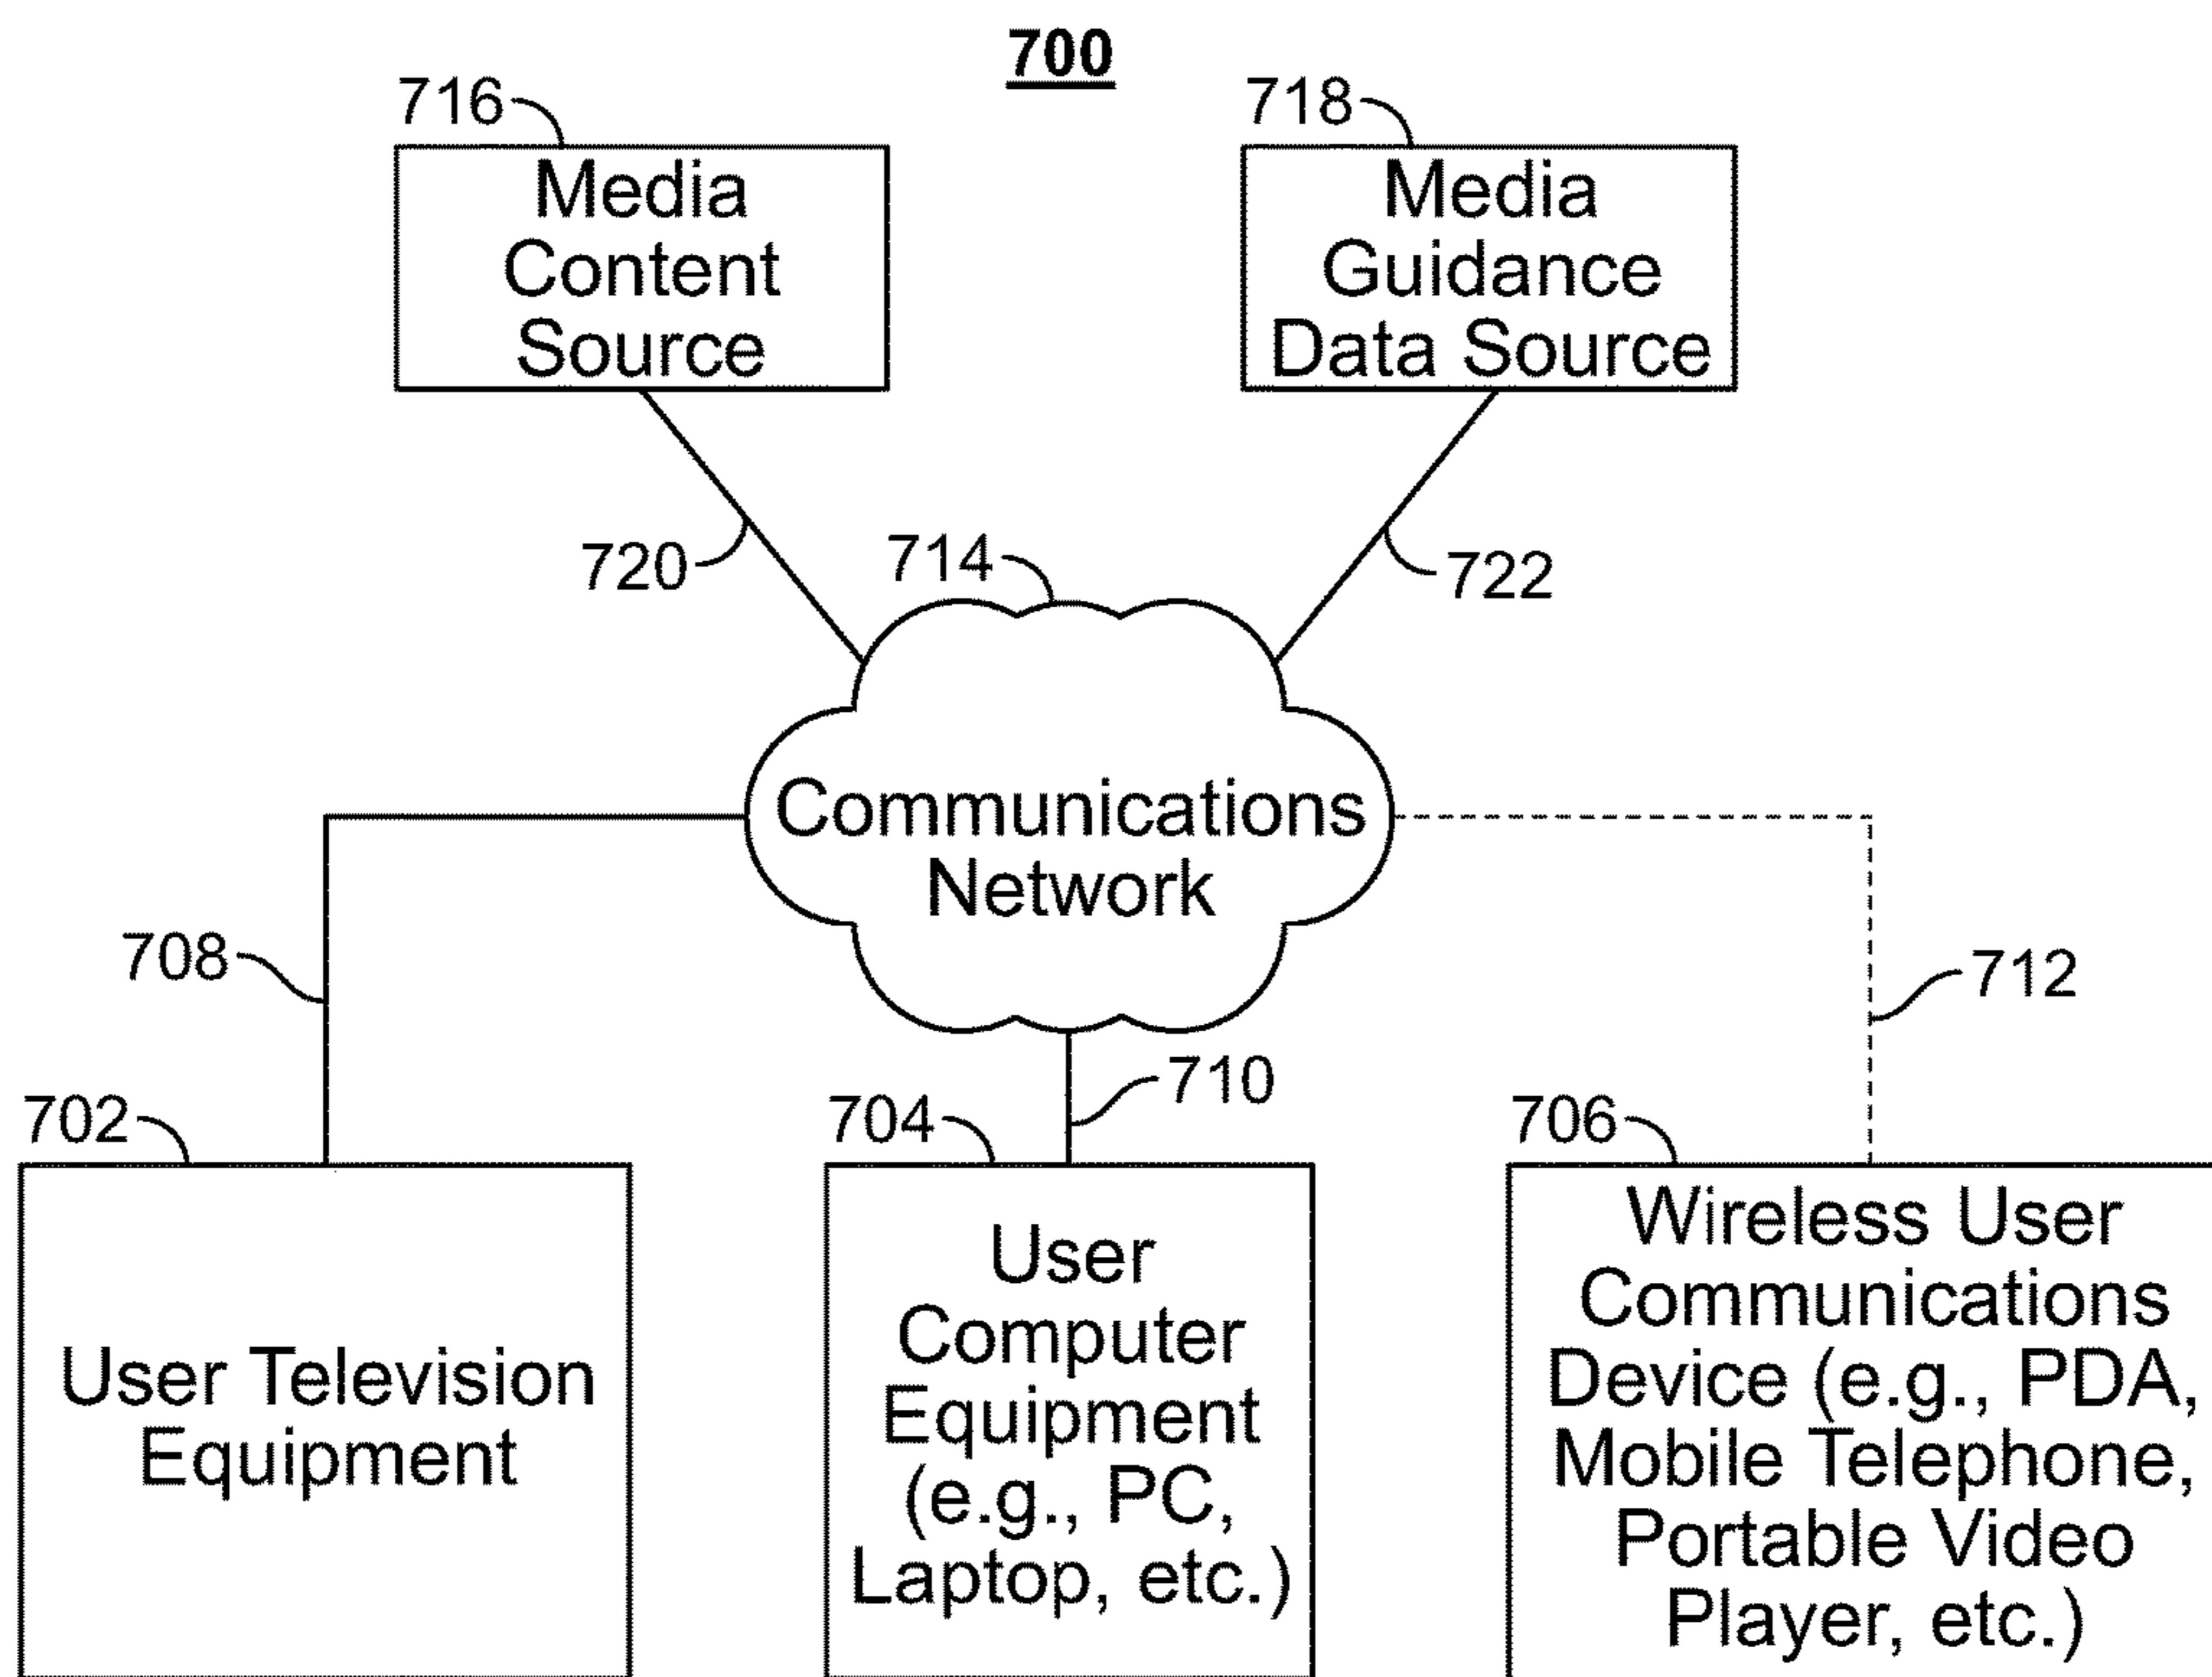 700
716
718
Media
Content
Source
Media
Guidance
Data Source
720
714
722
Communications
Network
708
712
710
702
704
706
User Television
Equipment
User
Computer
Equipment
(e.g., PC,
Laptop, etc.)
Wireless User
Communications
Device (e.g., PDA,
Mobile Telephone,
Portable Video
Player, etc.)